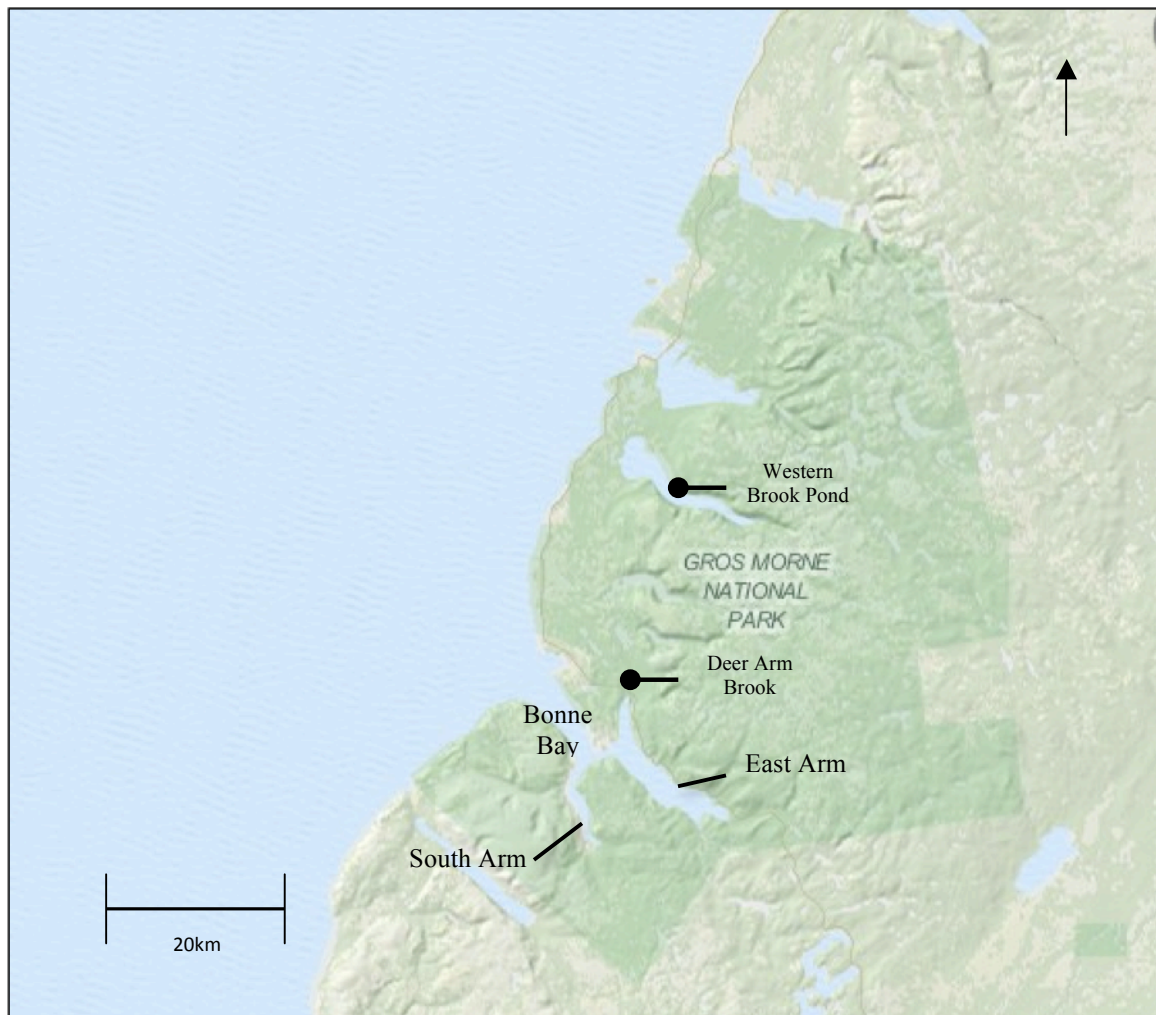 Western
Brook Pond
GROS MORNE
NATIONAL
PARK
Deer Arm
Brook
Bonne
Bay
East Arm
South Arm
20km